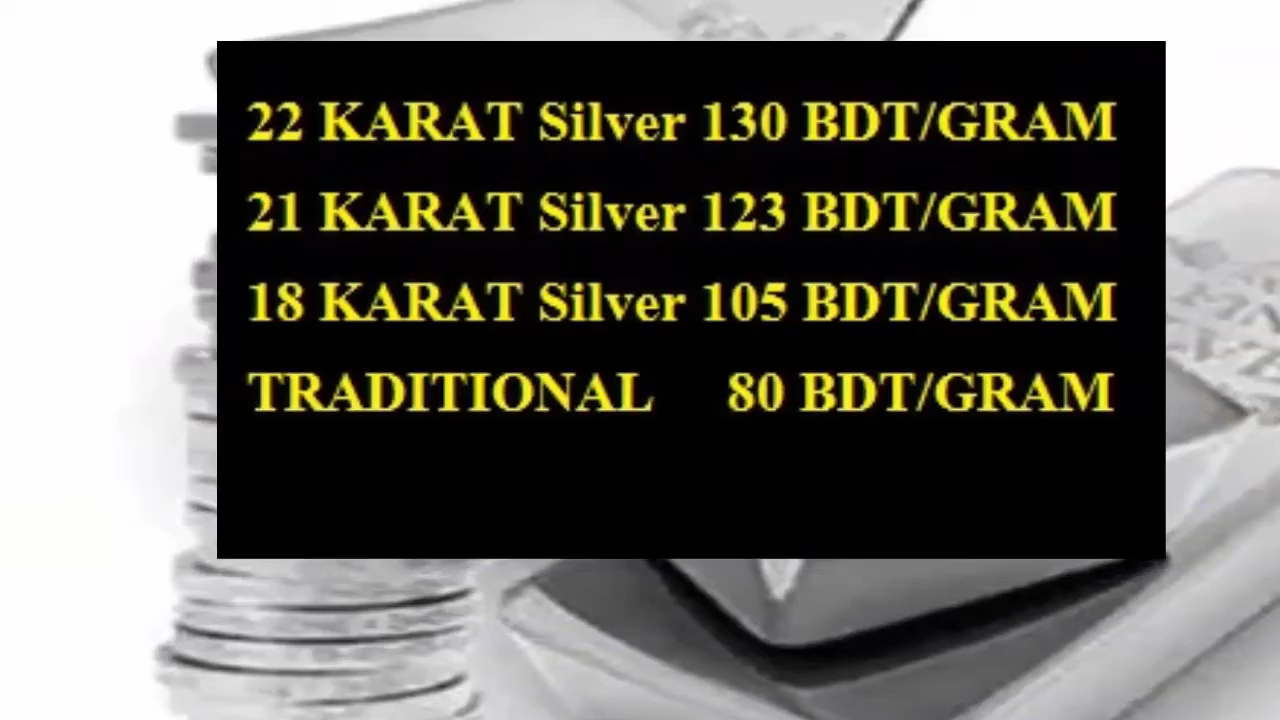 22 KARAT Silver 130 BDT/GRAM
21 KARAT Silver 123 BDT/GRAM
18 KARAT Silver 105 BDT/GRAM
TRADITIONAL 80 BDT/GRAM